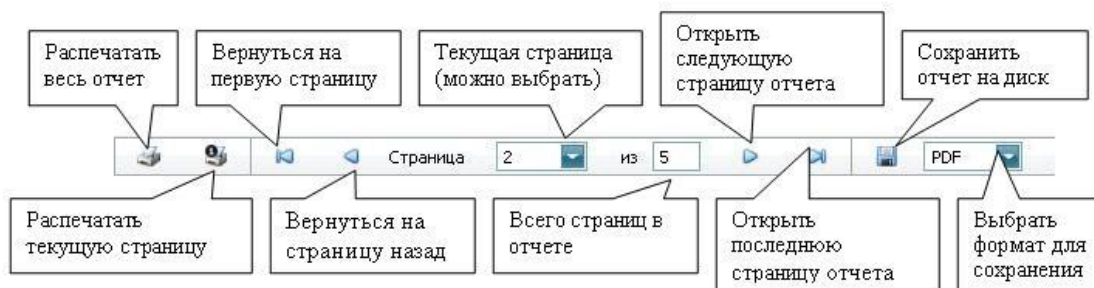 Распечатать
весь отчет
Вернуться на
первую страницу
Текущая страница
(можно выбрать)
Открыть
следующую
страницу отчета
Сохранить
отчет на диск
Страница 2 из 5 PDF
Распечатать
текущую страницу
Вернуться на
страницу назад
Всего страниц в
отчете
Открыть
последнюю
страницу отчета
Выбрать
формат для
сохранения